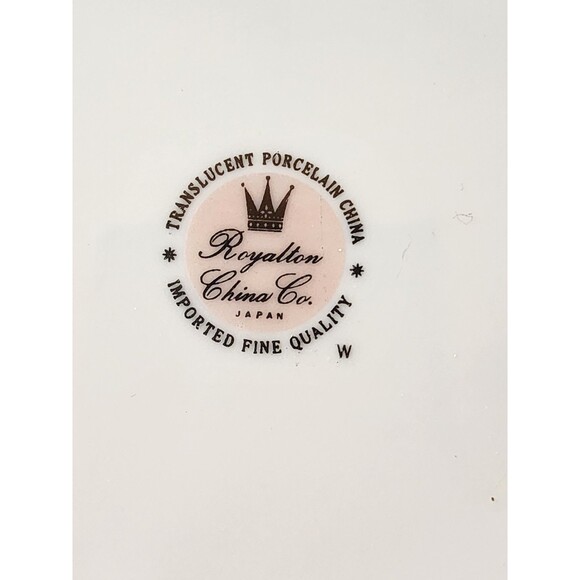 TRANSLUCENT PORCELAIN CHINA
Royalton
China Co.
JAPAN
IMPORTED FINE QUALITY
W